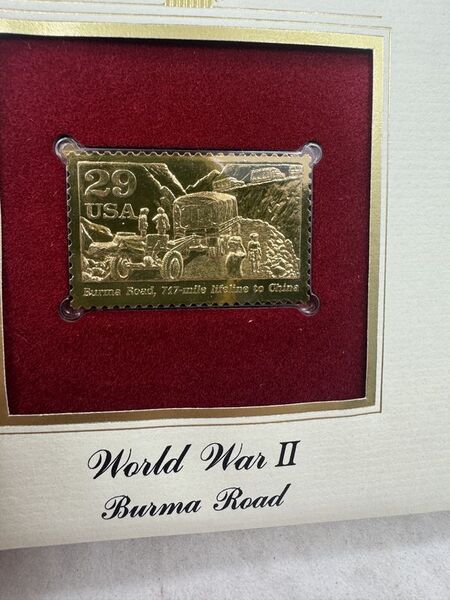 29
USA
Burma Road, 717-mile lifeline to China
World War II
Burma Road